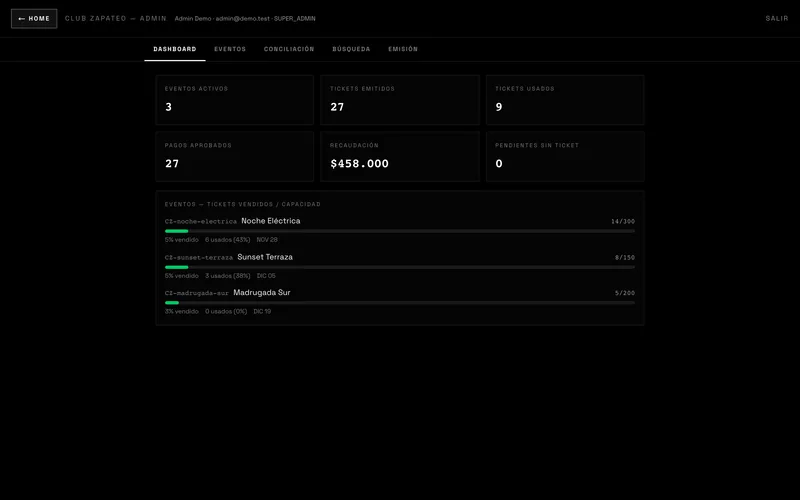 ← HOME CLUB ZAPATEO — ADMIN Admin Demo · admin@demo.test · SUPER_ADMIN SALIR
DASHBOARD EVENTOS CONCILIACIÓN BÚSQUEDA EMISIÓN
EVENTOS ACTIVOS TICKETS EMITIDOS TICKETS USADOS
3 27 9
PAGOS APROBADOS RECAUDACIÓN PENDIENTES SIN TICKET
27 $458.000 0
EVENTOS — TICKETS VENDIDOS / CAPACIDAD
CZ-noche-electrica Noche Eléctrica 14/300
5% vendido 6 usados (43%) NOV 28
CZ-sunset-terraza Sunset Terraza 8/150
5% vendido 3 usados (38%) DIC 05
CZ-madrugada-sur Madrugada Sur 5/200
3% vendido 0 usados (0%) DIC 19